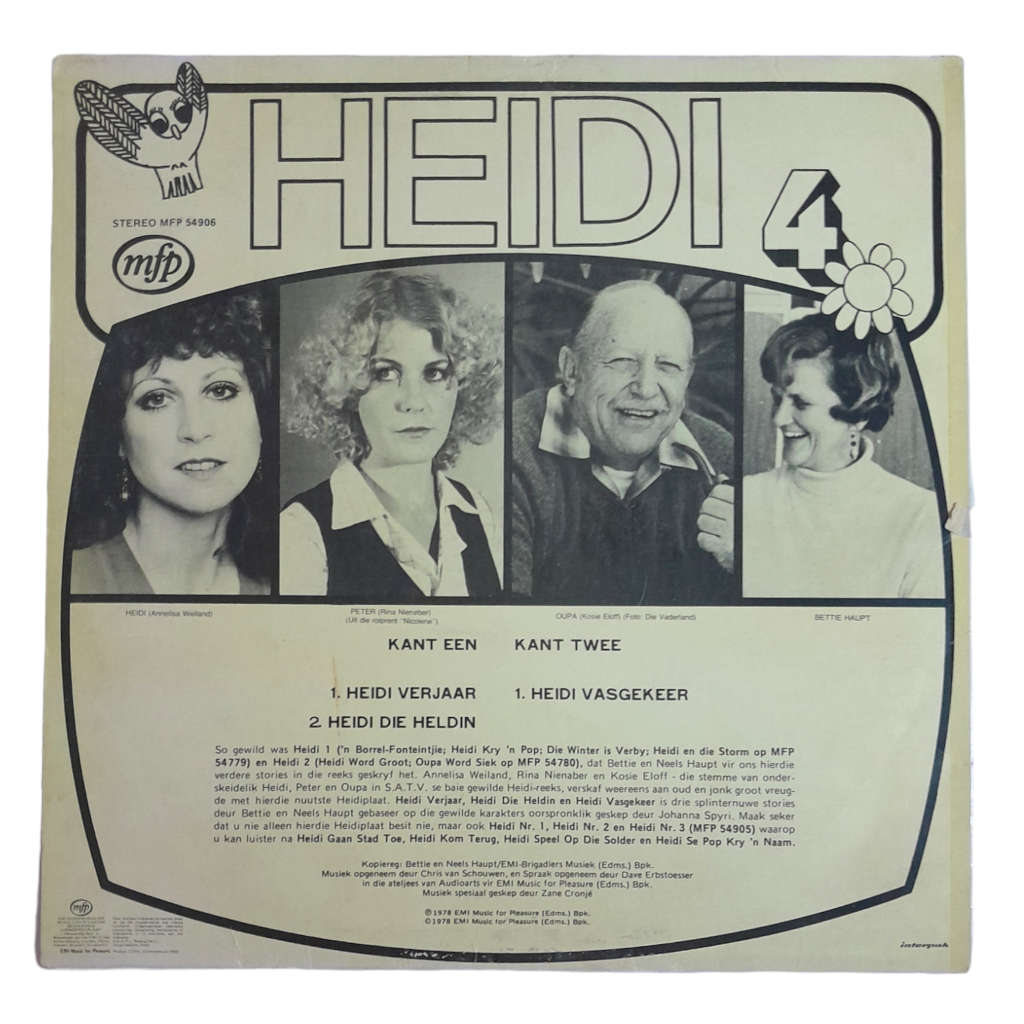 HEIDI
4
STEREO MFP 54906
mfp
HEIDI (Annelisa Weiland)
PETER (Rina Nienaber)
(Uit die rolprent "Nicolene")
OUPA (Kosie Eloff) (Foto: Die Vaderland)
BETTIE HAUPT
KANT EEN
1. HEIDI VERJAAR
2. HEIDI DIE HELDIN
KANT TWEE
1. HEIDI VASGEKEER
So gewild was Heidi 1 ('n Borrel-Fonteintjie; Heidi Kry 'n Pop; Die Winter is Verby; Heidi en die Storm op MFP
54779) en Heidi 2 (Heidi Word Groot; Oupa Word Siek op MFP 54780), dat Bettie en Neels Haupt vir ons hierdie
verdere stories in die reeks geskryf het. Annelisa Weiland, Rina Nienaber en Kosie Eloff - die stemme van onder-
skeidelik Heidi, Peter en Oupa in S.A.T.V. se baie gewilde Heidi-reeks, verskaf weereens aan oud en jonk groot vreug-
de met hierdie nuutste Heidiplaat. Heidi Verjaar, Heidi Die Heldin en Heidi Vasgekeer is drie splinternuwe stories
deur Bettie en Neels Haupt gebaseer op die gewilde karakters oorspronklik geskep deur Johanna Spyri. Maak seker
dat u nie alleen hierdie Heidiplaat besit nie, maar ook Heidi Nr. 1, Heidi Nr. 2 en Heidi Nr. 3 (MFP 54905) waarop
u kan luister na Heidi Gaan Stad Toe, Heidi Kom Terug, Heidi Speel Op Die Solder en Heidi Se Pop Kry 'n Naam.
Kopiereg: Bettie en Neels Haupt/EMI-Brigadiers Musiek (Edms.) Bpk.
Musiek opgeneem deur Chris van Schouwen, en Spraak opgeneem deur Dave Erbstoesser
in die ateljees van Audioarts vir EMI Music for Pleasure (Edms.) Bpk.
Musiek spesiaal geskep deur Zane Cronjé
℗ 1978 EMI Music for Pleasure (Edms.) Bpk.
© 1978 EMI Music for Pleasure (Edms.) Bpk.
mfp
EMI Music for Pleasure
interpak